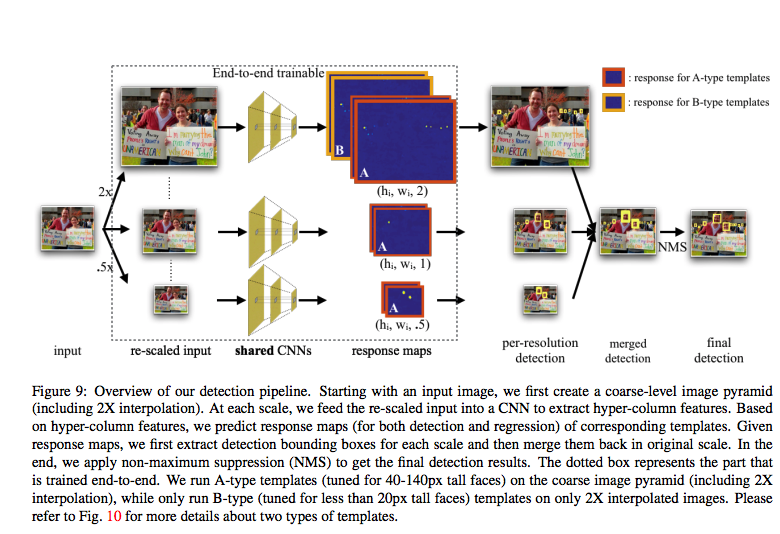 End-to-end trainable
: response for A-type templates
: response for B-type templates
B
A
2x
(hᵢ, wᵢ, 2)
A
(hᵢ, wᵢ, 1)
NMS
.5x
A
(hᵢ, wᵢ, .5)
input
re-scaled input
shared CNNs
response maps
per-resolution
detection
merged
detection
final
detection
Figure 9: Overview of our detection pipeline. Starting with an input image, we first create a coarse-level image pyramid
(including 2X interpolation). At each scale, we feed the re-scaled input into a CNN to extract hyper-column features. Based
on hyper-column features, we predict response maps (for both detection and regression) of corresponding templates. Given
response maps, we first extract detection bounding boxes for each scale and then merge them back in original scale. In the
end, we apply non-maximum suppression (NMS) to get the final detection results. The dotted box represents the part that
is trained end-to-end. We run A-type templates (tuned for 40-140px tall faces) on the coarse image pyramid (including 2X
interpolation), while only run B-type (tuned for less than 20px tall faces) templates on only 2X interpolated images. Please
refer to Fig. 10 for more details about two types of templates.